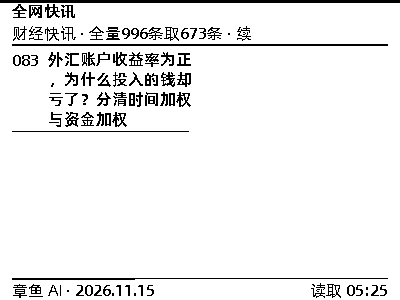 全网快讯
财经快讯 · 全量996条取673条 · 续
083 外汇账户收益率为正
，为什么投入的钱却
亏了？分清时间加权
与资金加权
章鱼 AI · 2026.11.15
读取 05:25